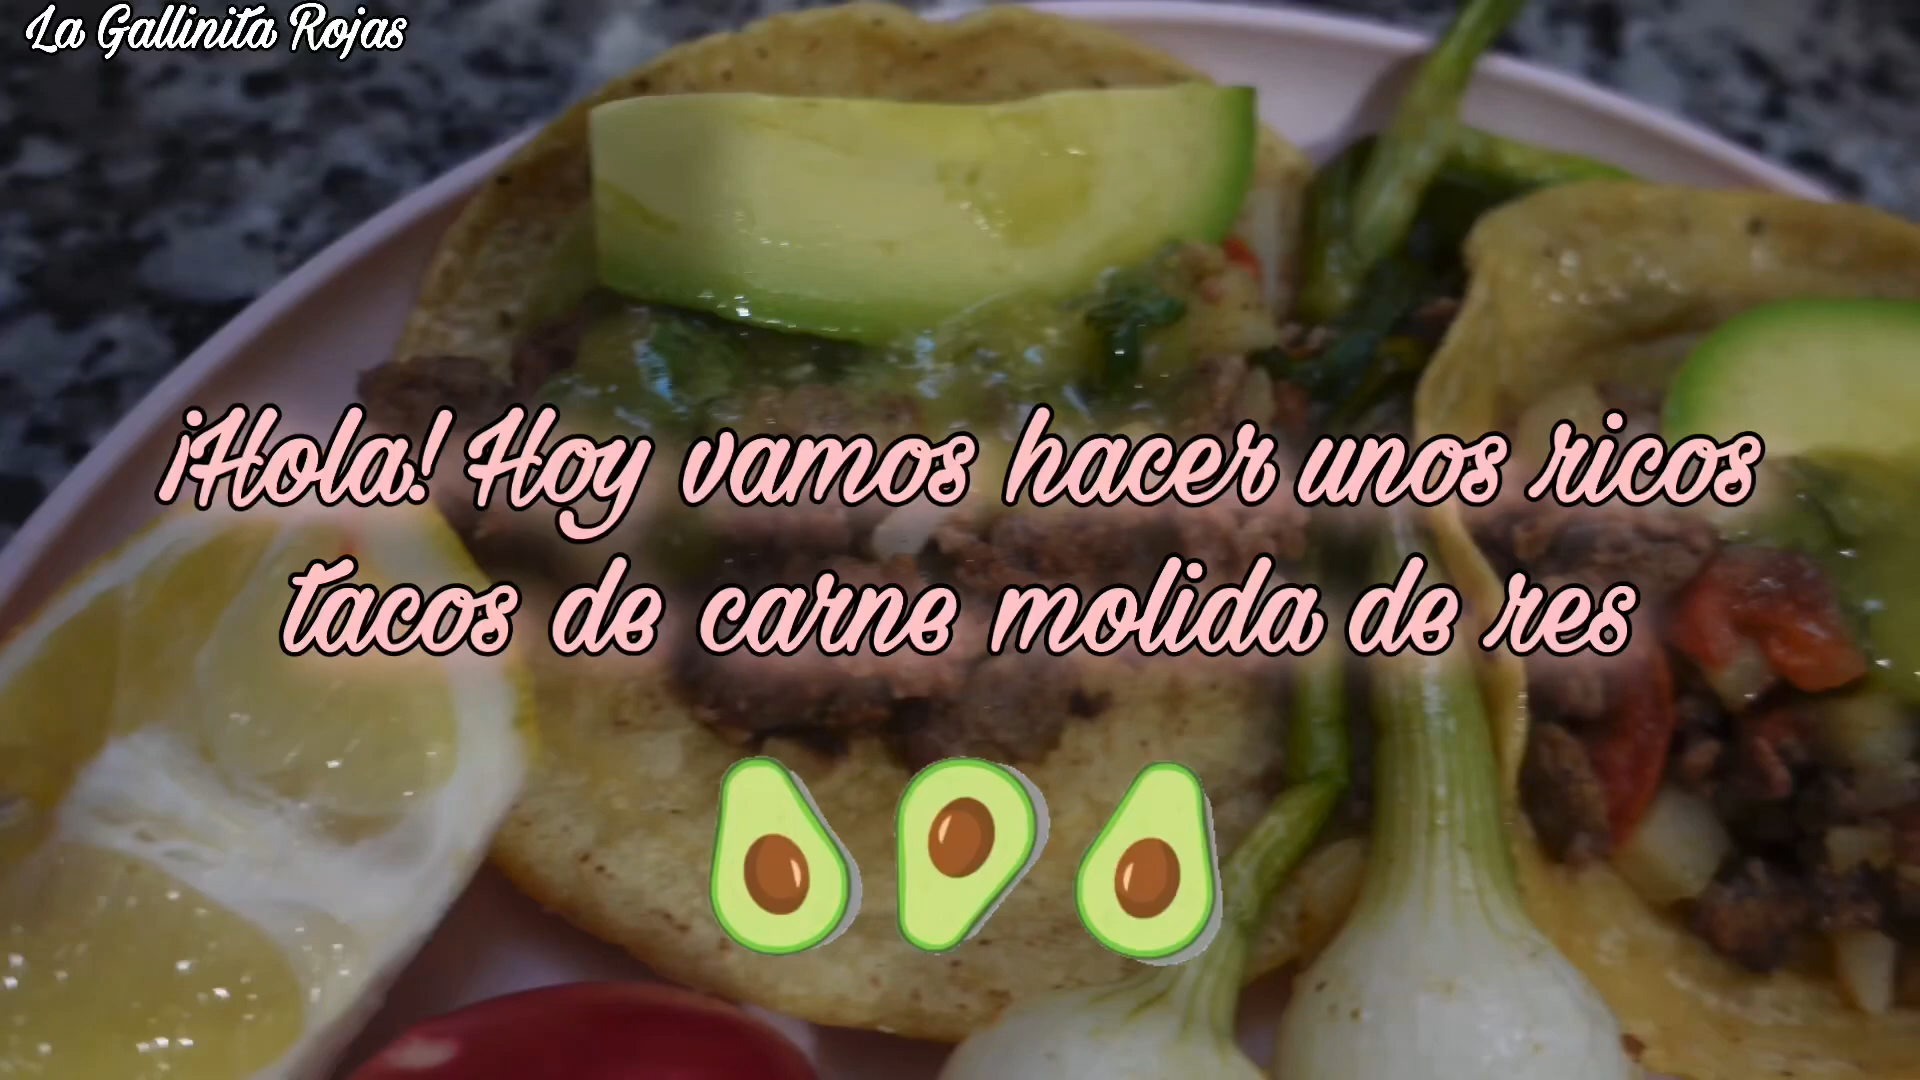 La Gallinita Rojas
¡Hola! Hoy vamos hacer unos ricos
tacos de carne molida de res